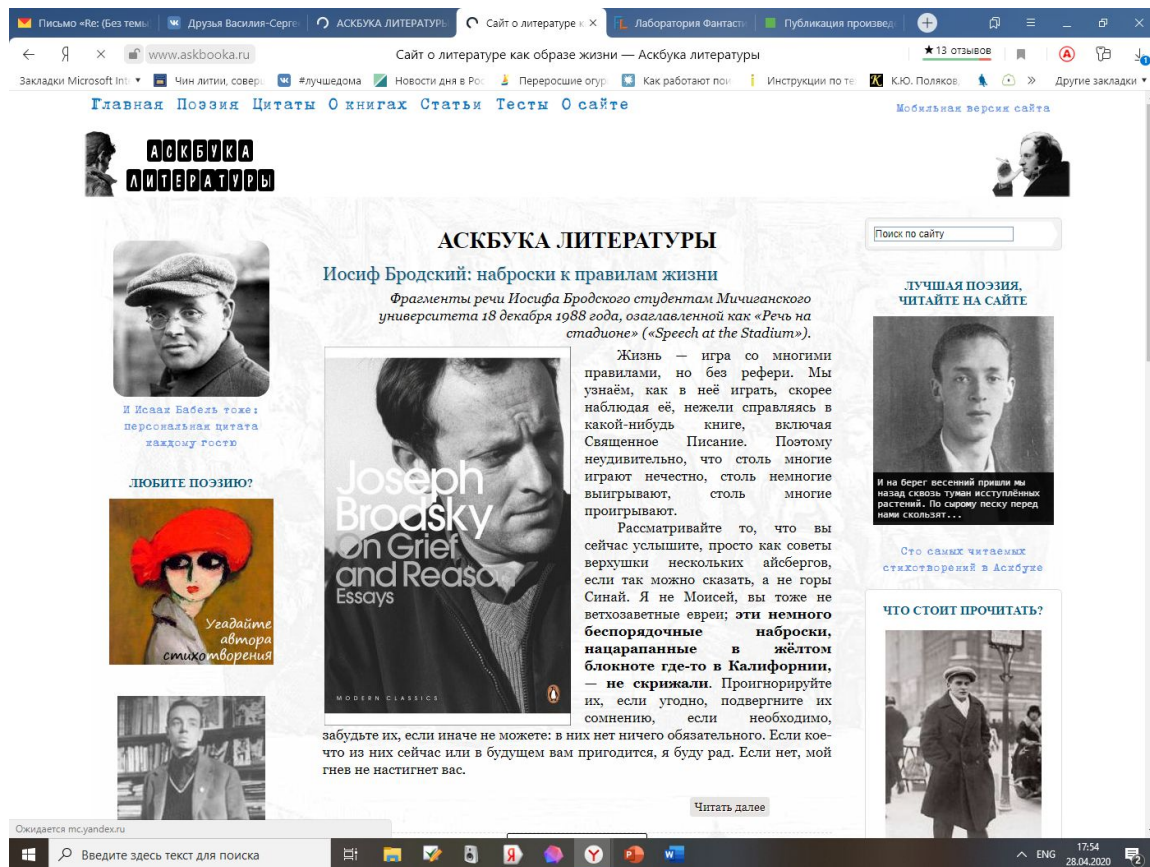 Письмо «Re: (Без темы
Друзья Василия-Серге
АСКБУКА ЛИТЕРАТУРЫ
Сайт о литературе к
Лаборатория Фантасти
Публикация произвед
www.askbooka.ru
Сайт о литературе как образе жизни — Аскбука литературы
★ 13 отзывов
Закладки Microsoft Int
Чин литии, соверш
#лучшедома
Новости дня в Рос
Переросшие огур
Как работают пои
Инструкции по те
К.Ю. Поляков,
Другие закладки
Главная Поэзия Цитаты О книгах Статьи Тесты О сайте
Мобильная версия сайта
АСКБУКА
ЛИТЕРАТУРЫ
И Исаак Бабель тоже:
персональная цитата
каждому гостю
ЛЮБИТЕ ПОЭЗИЮ?
Угадайте
автора
стихотворения
АСКБУКА ЛИТЕРАТУРЫ
Иосиф Бродский: наброски к правилам жизни
Фрагменты речи Иосифа Бродского студентам Мичиганского
университета 18 декабря 1988 года, озаглавленной как «Речь на
стадионе» («Speech at the Stadium»).
Joseph
Brodsky
On Grief
and Reason
Essays
MODERN CLASSICS
Жизнь — игра со многими
правилами, но без рефери. Мы
узнаём, как в неё играть, скорее
наблюдая её, нежели справляясь в
какой-нибудь книге, включая
Священное Писание. Поэтому
неудивительно, что столь многие
играют нечестно, столь немногие
выигрывают, столь многие
проигрывают.
Рассматривайте то, что вы
сейчас услышите, просто как советы
верхушки нескольких айсбергов,
если так можно сказать, а не горы
Синай. Я не Моисей, вы тоже не
ветхозаветные евреи; эти немного
беспорядочные наброски,
нацарапанные в жёлтом
блокноте где-то в Калифорнии,
— не скрижали. Проигнорируйте
их, если угодно, подвергните их
сомнению, если необходимо,
забудьте их, если иначе не можете: в них нет ничего обязательного. Если кое-
что из них сейчас или в будущем вам пригодится, я буду рад. Если нет, мой
гнев не настигнет вас.
Читать далее
Поиск по сайту
ЛУЧШАЯ ПОЭЗИЯ,
ЧИТАЙТЕ НА САЙТЕ
И на берег весенний пришли мы
назад сквозь туман исступлённых
растений. По сырому песку перед
нами скользят...
Сто самых читаемых
стихотворений в Аскбуке
ЧТО СТОИТ ПРОЧИТАТЬ?
Ожидается mc.yandex.ru
Введите здесь текст для поиска
ENG
17:54
28.04.2020